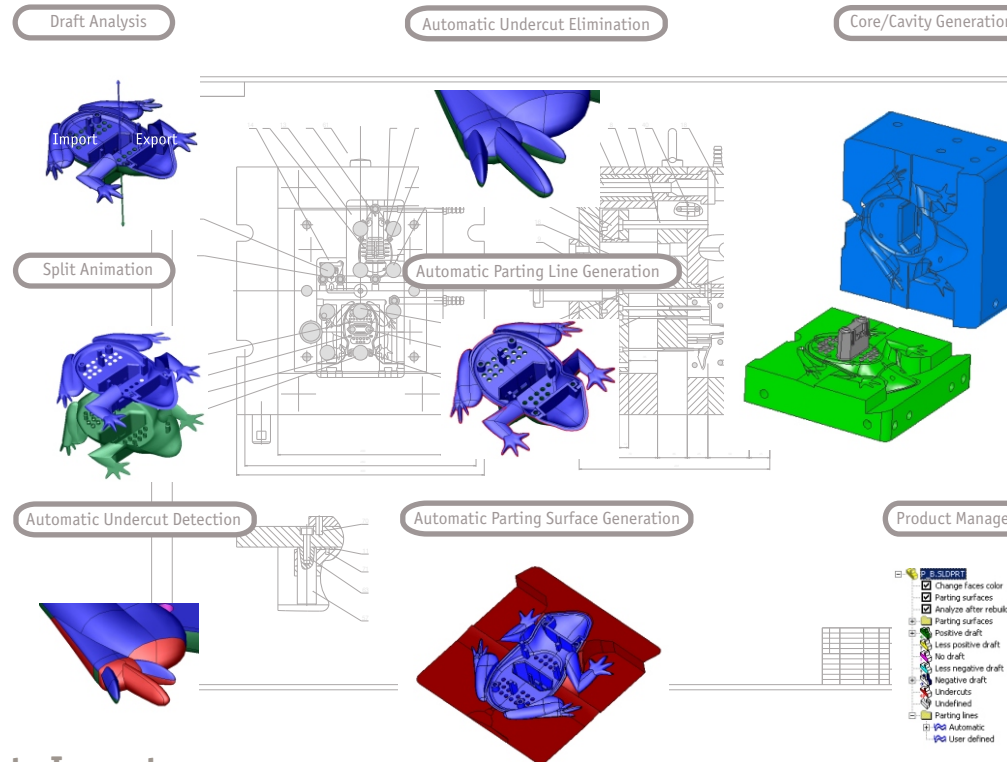 Draft Analysis
Automatic Undercut Elimination
Core/Cavity Generation
Import
Export
Split Animation
Automatic Parting Line Generation
Automatic Undercut Detection
Automatic Parting Surface Generation
Product Manage
P_B.SLDPRT
Change faces color
Parting surfaces
Analyze after rebuild
Parting surfaces
Positive draft
Less positive draft
No draft
Less negative draft
Negative draft
Undercuts
Undefined
Parting lines
Automatic
User defined